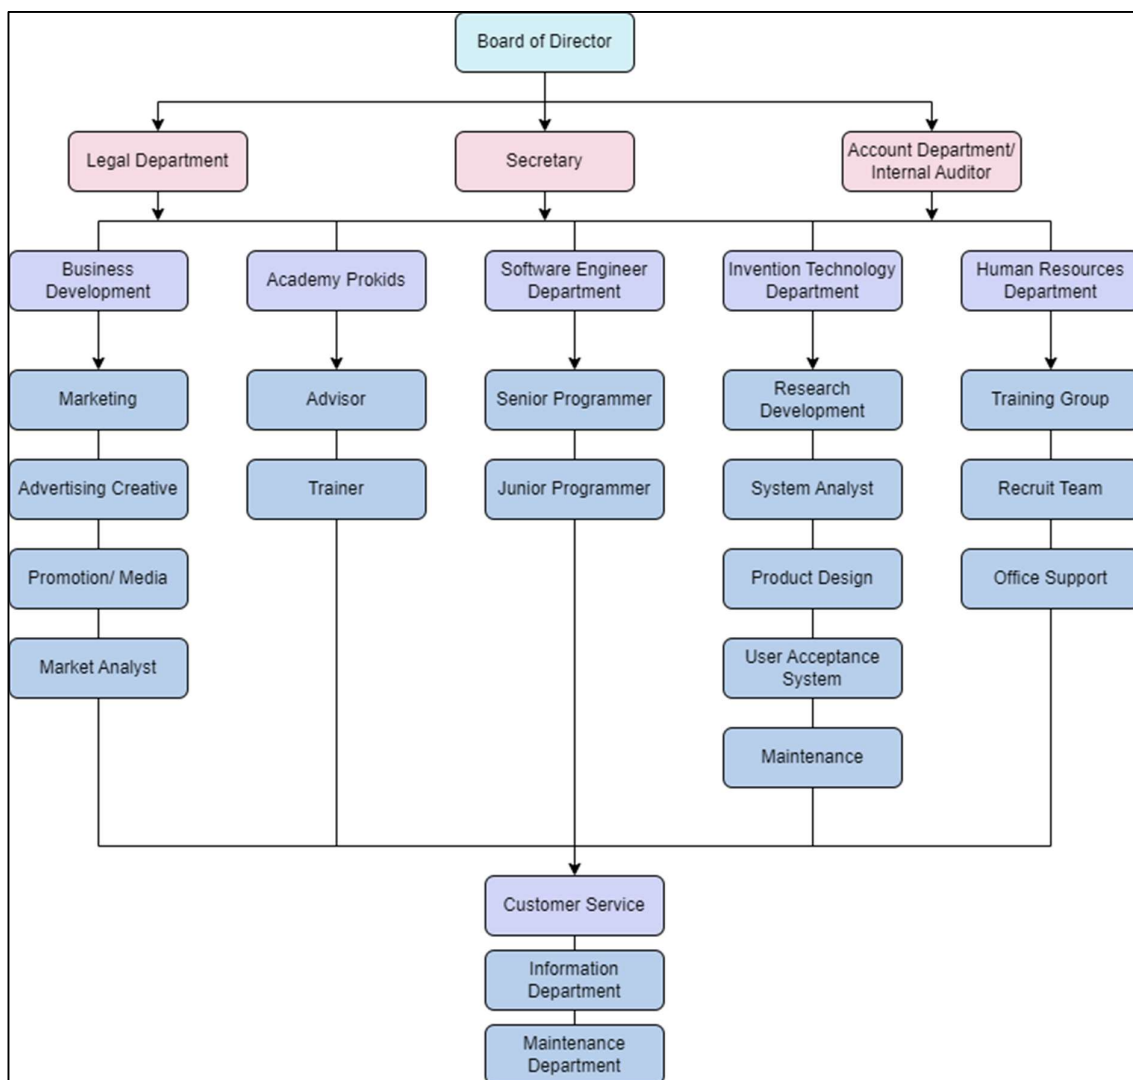 Board of Director
Legal Department
Secretary
Account Department/
Internal Auditor
Business
Development
Academy Prokids
Software Engineer
Department
Invention Technology
Department
Human Resources
Department
Marketing
Advisor
Senior Programmer
Research
Development
Training Group
Advertising Creative
Trainer
Junior Programmer
System Analyst
Recruit Team
Promotion/ Media
Product Design
Office Support
Market Analyst
User Acceptance
System
Maintenance
Customer Service
Information
Department
Maintenance
Department